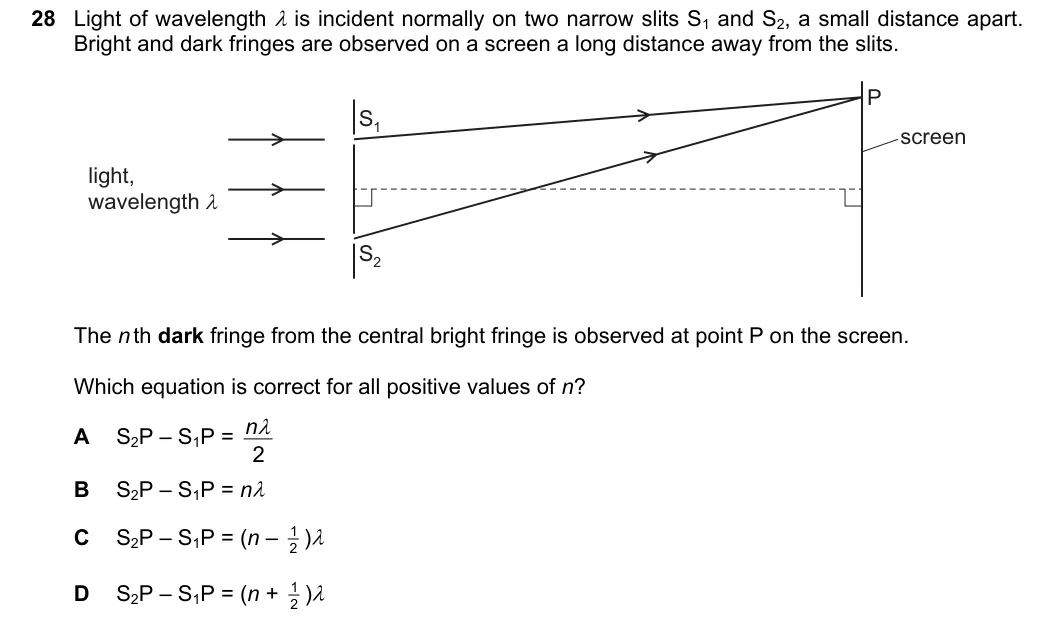 28 Light of wavelength λ is incident normally on two narrow slits S₁ and S₂, a small distance apart.
Bright and dark fringes are observed on a screen a long distance away from the slits.
P
S₁
screen
light,
wavelength λ
S₂
The nth dark fringe from the central bright fringe is observed at point P on the screen.
Which equation is correct for all positive values of n?
A S₂P – S₁P = nλ/2
B S₂P – S₁P = nλ
C S₂P – S₁P = (n – ½)λ
D S₂P – S₁P = (n + ½)λ